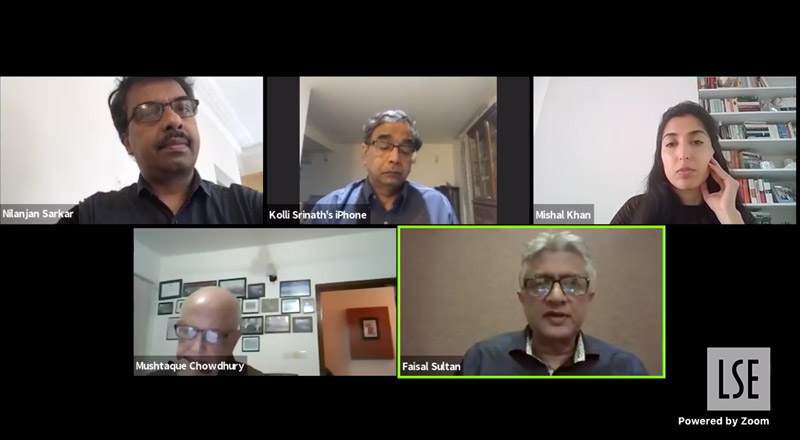 Nilanjan Sarkar
Kolli Srinath's iPhone
Mishal Khan
Mushtaque Chowdhury
Faisal Sultan
LSE
Powered by Zoom